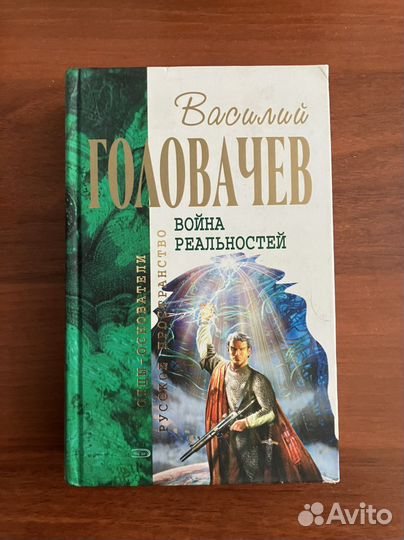 Василий
ГОЛОВАЧЕВ
ВОЙНА
РЕАЛЬНОСТЕЙ
ОТЦЫ-ОСНОВАТЕЛИ
РУССКОЕ ПРОСТРАНСТВО
Avito